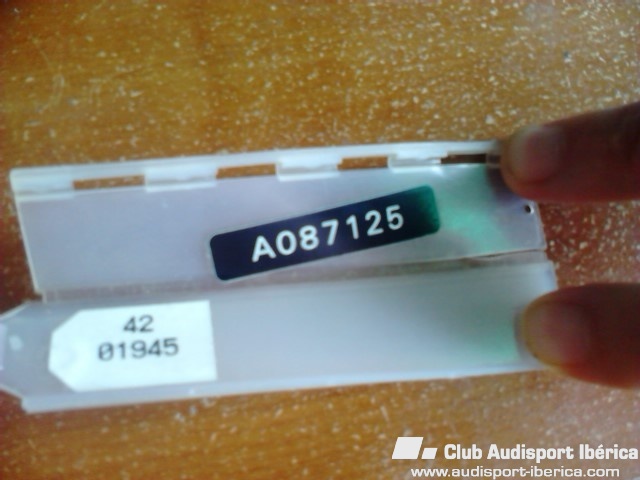 A087125
42
01945
Club Audisport Ibérica
www.audisport-iberica.com